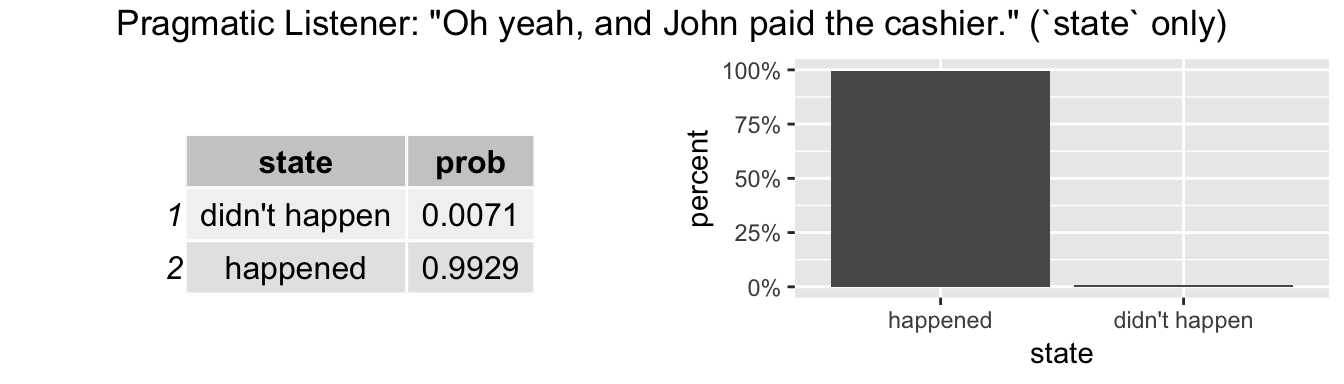 Pragmatic Listener: "Oh yeah, and John paid the cashier." (`state` only)
state prob
1 didn't happen 0.0071
2 happened 0.9929
percent
100%
75%
50%
25%
0%
happened didn't happen
state